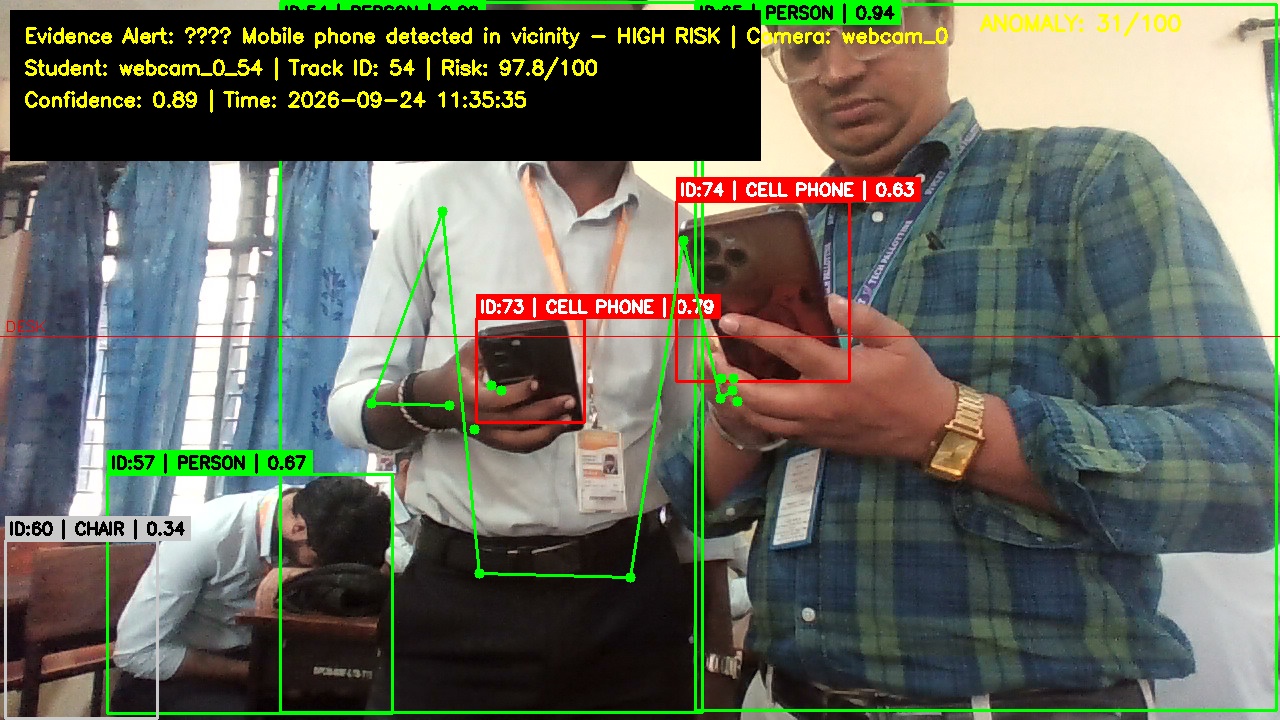 PERSON | 0.94
ANOMALY: 31/100
Evidence Alert: ???? Mobile phone detected in vicinity - HIGH RISK | Camera: webcam_0
Student: webcam_0_54 | Track ID: 54 | Risk: 97.8/100
Confidence: 0.89 | Time: 2026-09-24 11:35:35
ID:74 | CELL PHONE | 0.63
TECH PALLOTTINE
ID:73 | CELL PHONE | 0.79
DESK
ID:57 | PERSON | 0.67
ID:60 | CHAIR | 0.34